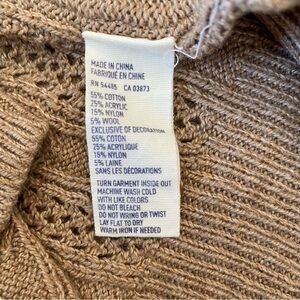 MADE IN CHINA
FABRIQUÉ EN CHINE
RN 54485 CA 03873
55% COTTON
25% ACRYLIC
15% NYLON
5% WOOL
EXCLUSIVE OF DECORATION
55% COTON
25% ACRYLIQUE
15% NYLON
5% LAINE
SANS LES DÉCORATIONS
TURN GARMENT INSIDE OUT
MACHINE WASH COLD
WITH LIKE COLORS
DO NOT BLEACH
DO NOT WRING OR TWIST
LAY FLAT TO DRY
WARM IRON IF NEEDED